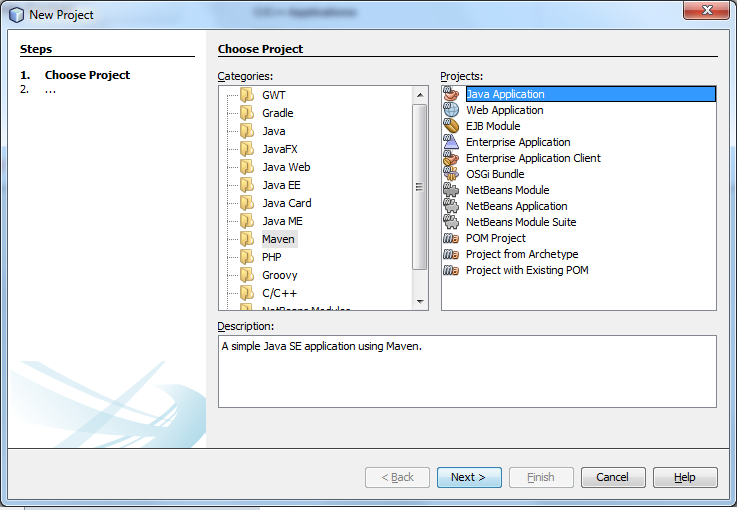 New Project
Steps
1. Choose Project
2. ...
Choose Project
Categories:
GWT
Gradle
Java
JavaFX
Java Web
Java EE
Java Card
Java ME
Maven
PHP
Groovy
C/C++
NetBeans Modules
Projects:
Java Application
Web Application
EJB Module
Enterprise Application
Enterprise Application Client
OSGi Bundle
NetBeans Module
NetBeans Application
NetBeans Module Suite
POM Project
Project from Archetype
Project with Existing POM
Description:
A simple Java SE application using Maven.
< Back
Next >
Finish
Cancel
Help